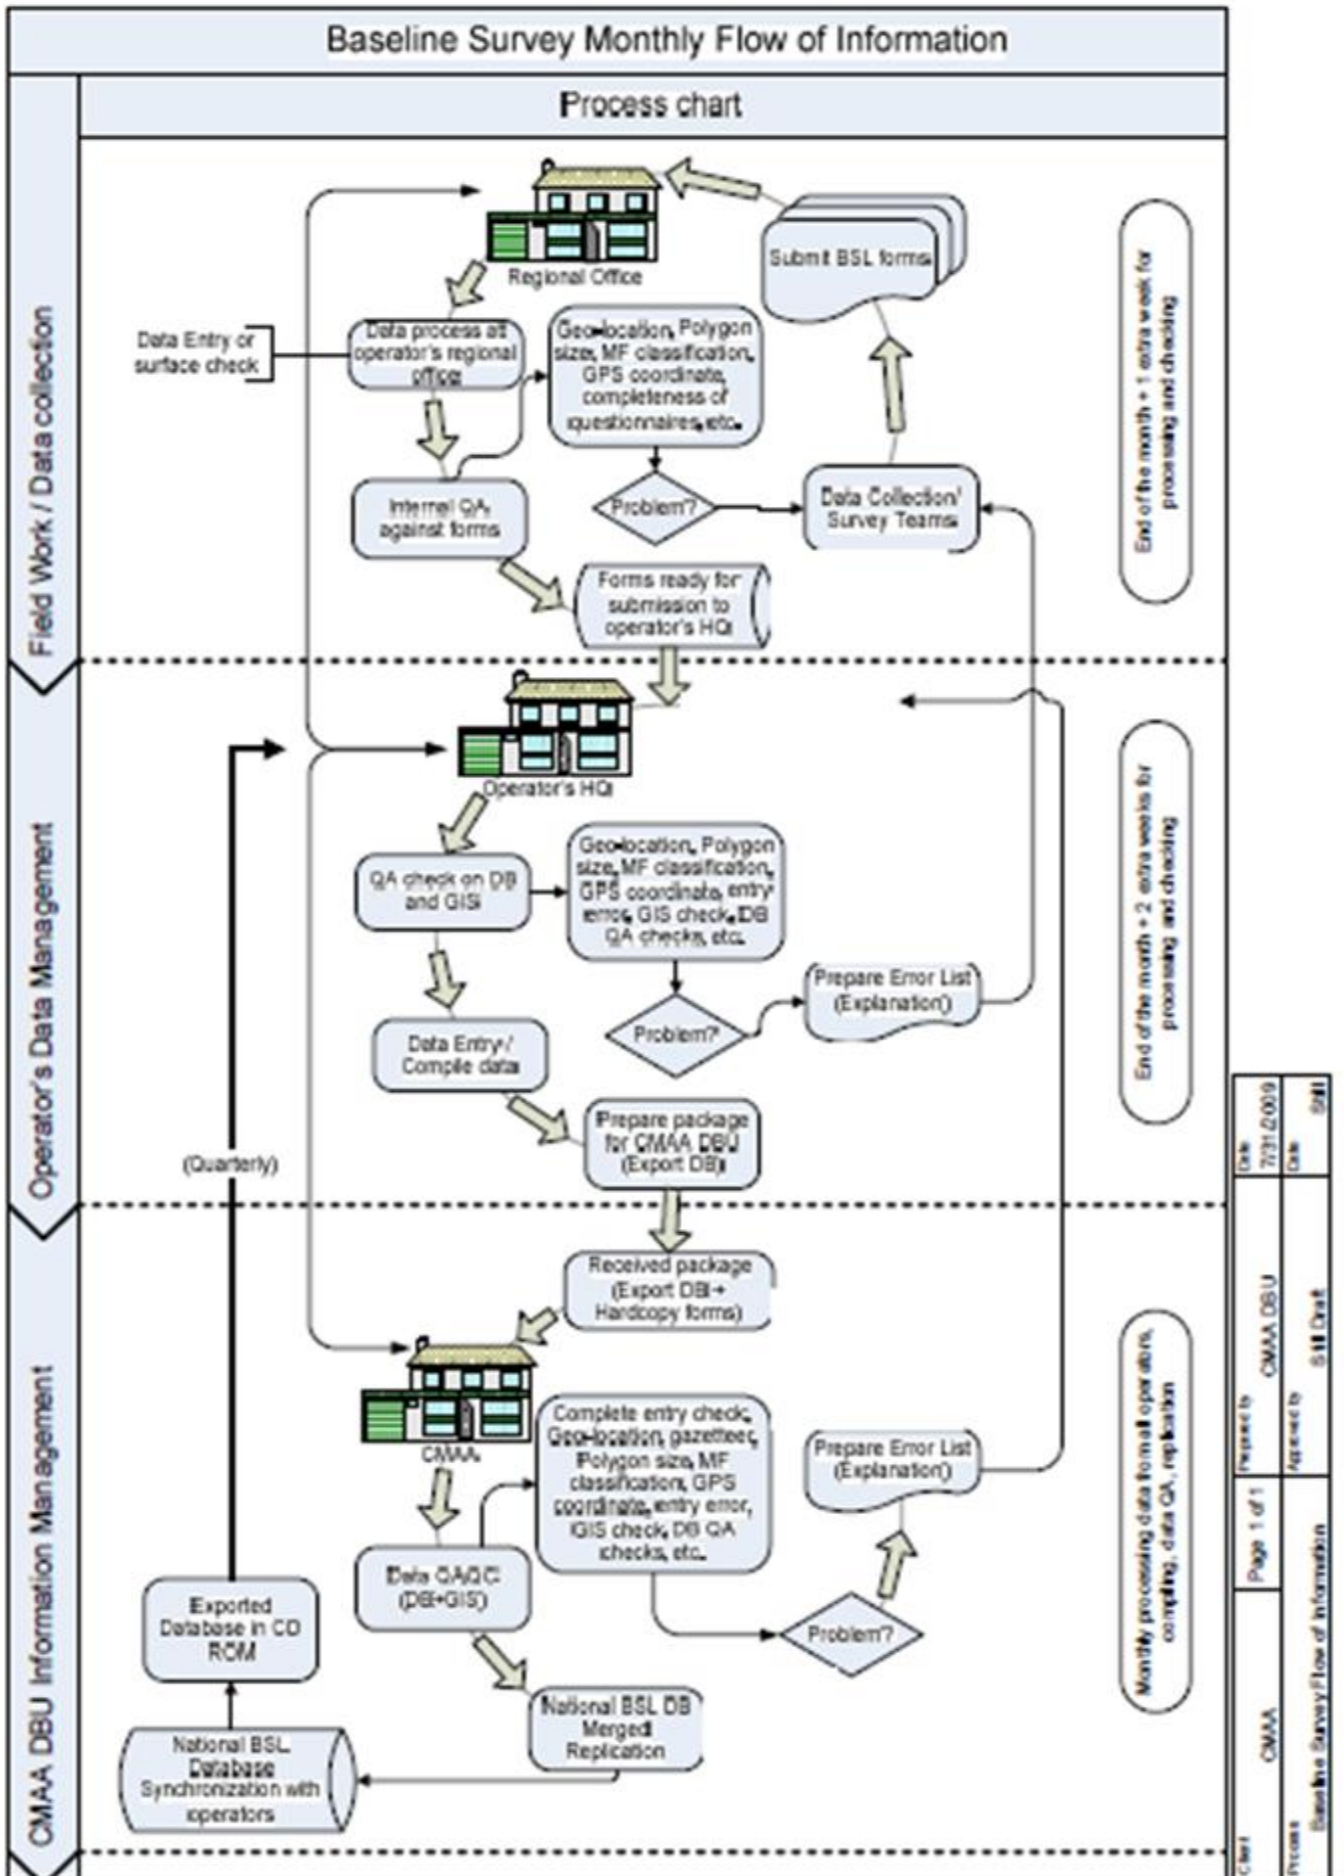 Baseline Survey Monthly Flow of Information
Process chart
Field Work / Data collection
Regional Office
Submit BSL forms
Data Entry or
surface check
Data process at
operator's regional
office
Geo-location, Polygon
size, MF classification,
GPS coordinate,
completeness of
questionnaires, etc.
Internal QA
against forms
Problem?
Data Collection/
Survey Teams
Forms ready for
submission to
operator's HQ
End of the month + 1 extra week for
processing and checking
Operator's Data Management
Operator's HQ
QA check on DB
and GIS
Geo-location, Polygon
size, MF classification,
GPS coordinate, entry
error, GIS check, DB
QA checks, etc.
Problem?
Prepare Error List
(Explanation)
Data Entry /
Compile data
Prepare package
for CMAA DBU
(Export DB)
End of the month + 2 extra weeks for
processing and checking
(Quarterly)
CMAA DBU Information Management
Received package
(Export DB +
Hardcopy forms)
CMAA
Complete entry check,
Geo-location, gazetteer,
Polygon size, MF
classification, GPS
coordinate, entry error,
GIS check, DB QA
checks, etc.
Prepare Error List
(Explanation)
Data QA/QC
(DB+GIS)
Problem?
Exported
Database in CD
ROM
National BSL DB
Merged
Replication
National BSL
Database
Synchronization with
operators
Monthly processing data from all operators,
compiling, data QA, replication
CMAA
Page 1 of 1
Prepared by
CMAA DBU
Date
7/31/2009
Baseline Survey Flow of Information
Approved by
Still Draft
Date
Still